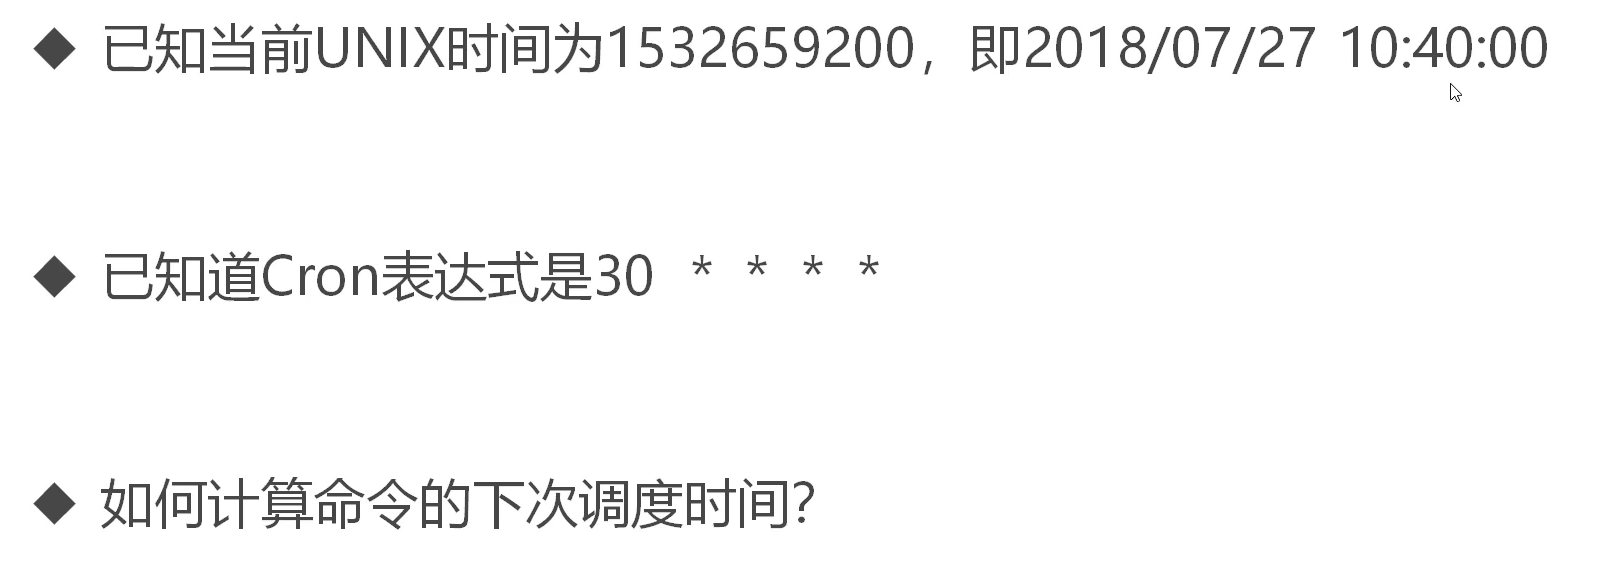 ◆ 已知当前UNIX时间为1532659200，即2018/07/27 10:40:00
◆ 已知道Cron表达式是30 * * * *
◆ 如何计算命令的下次调度时间？